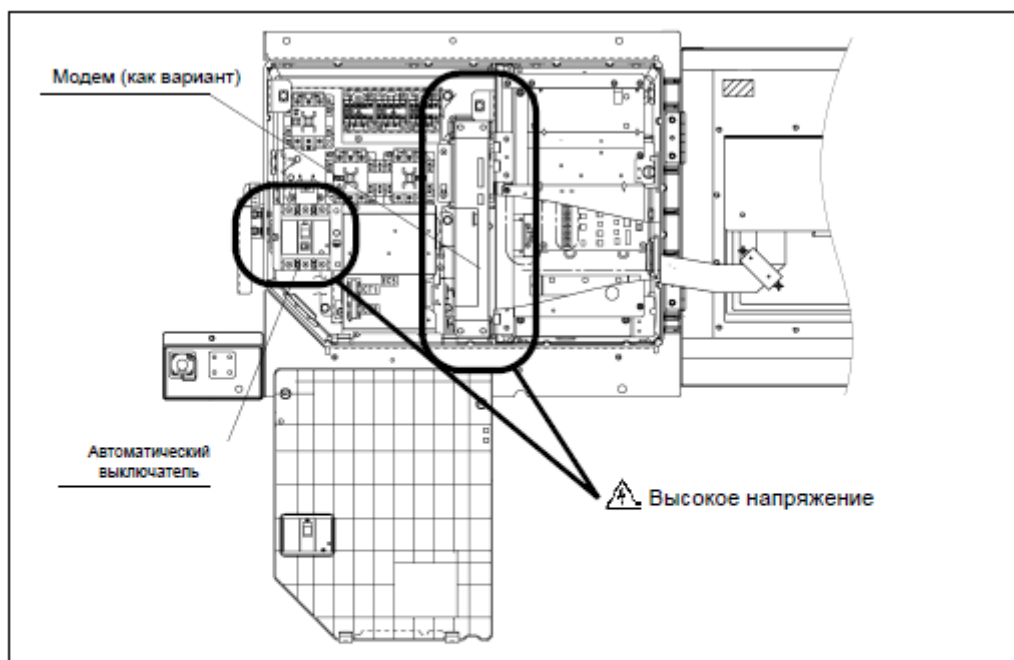 Модем (как вариант)
Автоматический
выключатель
Высокое напряжение